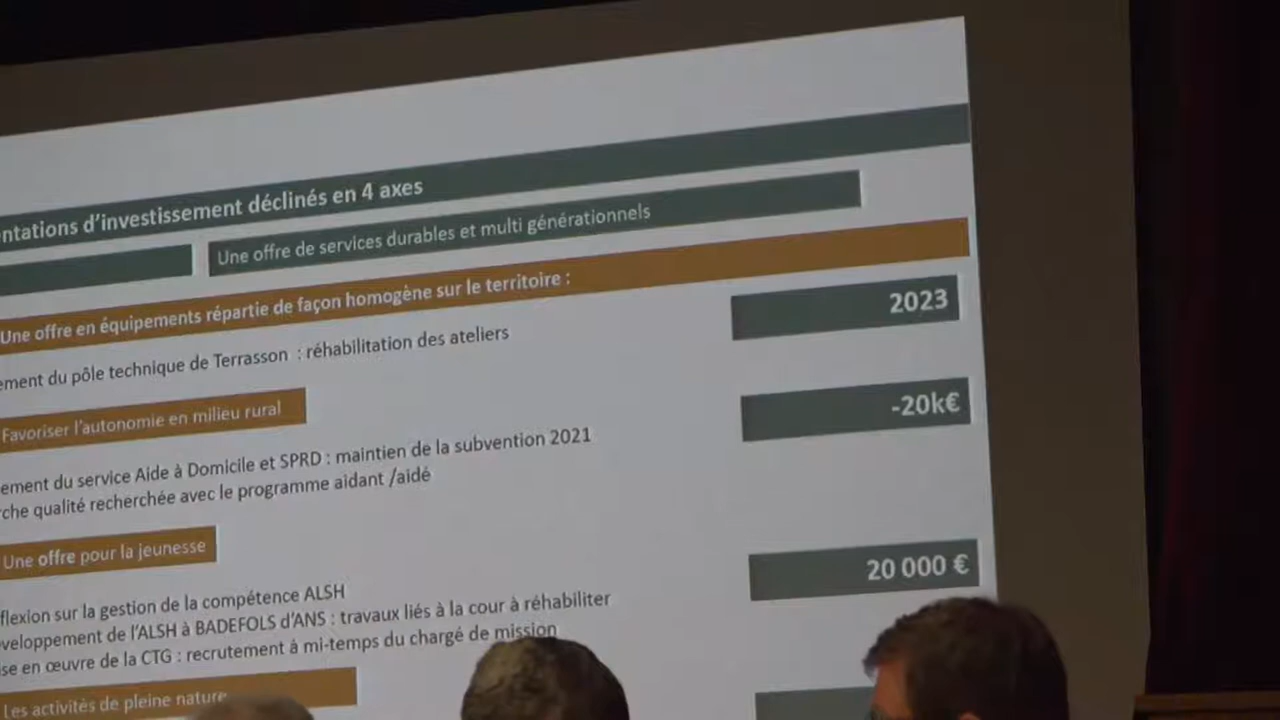 ntations d'investissement déclinés en 4 axes
Une offre de services durables et multi générationnels
Une offre en équipements répartie de façon homogène sur le territoire :
2023
ement du pôle technique de Terrasson : réhabilitation des ateliers
Favoriser l'autonomie en milieu rural
-20k€
ement du service Aide à Domicile et SPRD : maintien de la subvention 2021
rche qualité recherchée avec le programme aidant /aidé
Une offre pour la jeunesse
20 000 €
flexion sur la gestion de la compétence ALSH
veloppement de l'ALSH à BADEFOLS d'ANS : travaux liés à la cour à réhabiliter
se en œuvre de la CTG : recrutement à mi-temps du chargé de mission
Les activités de pleine nature